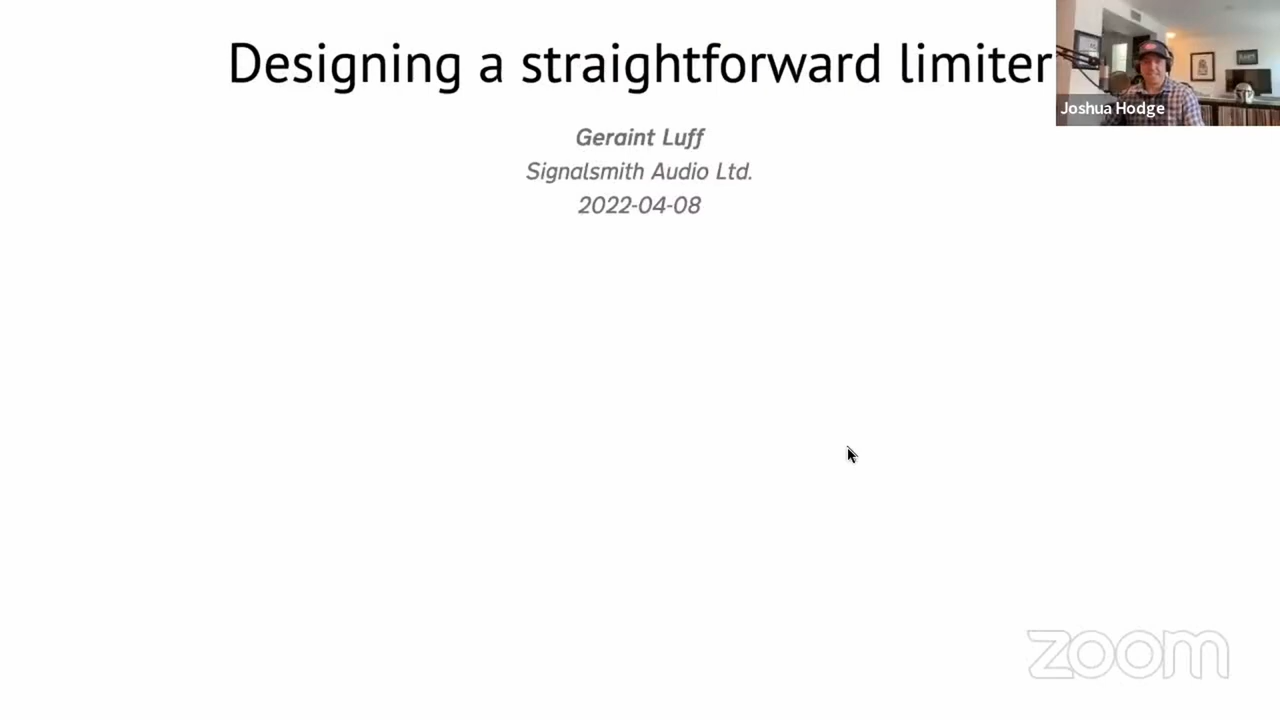 Designing a straightforward limiter
Geraint Luff
Signalsmith Audio Ltd.
2022-04-08
Joshua Hodge
zoom